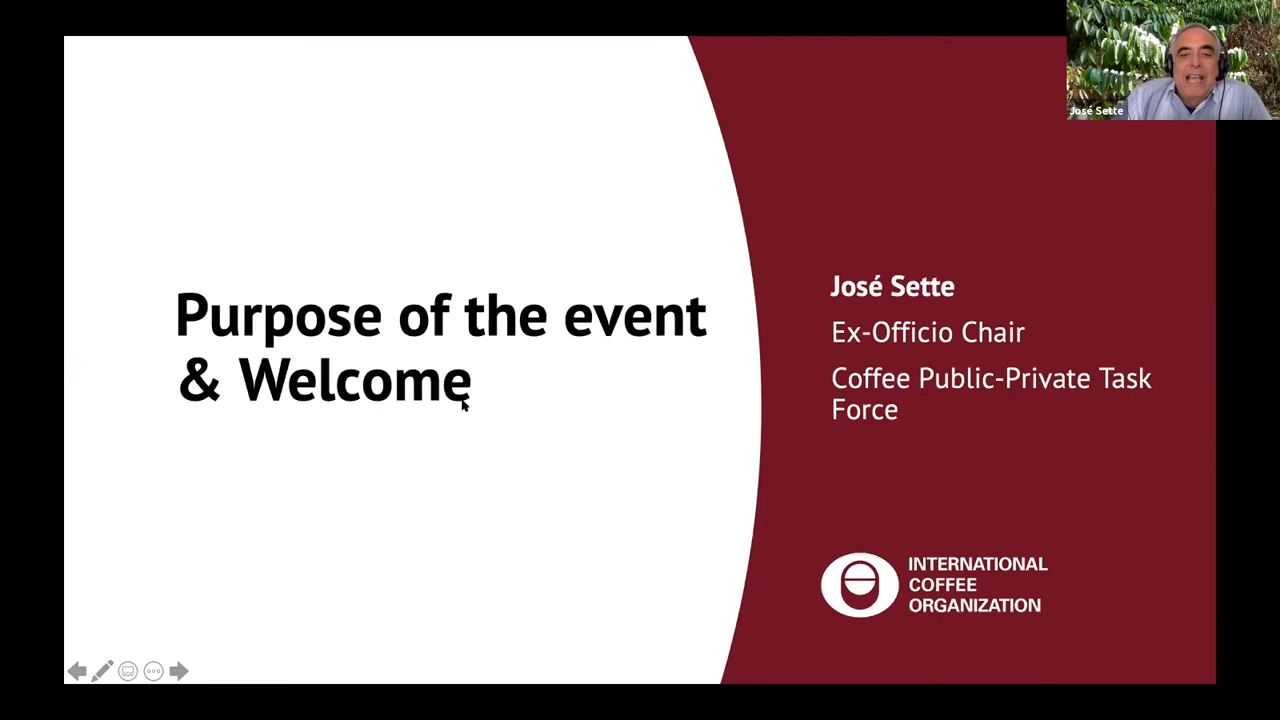 José Sette
Purpose of the event
& Welcome
José Sette
Ex-Officio Chair
Coffee Public-Private Task
Force
INTERNATIONAL
COFFEE
ORGANIZATION